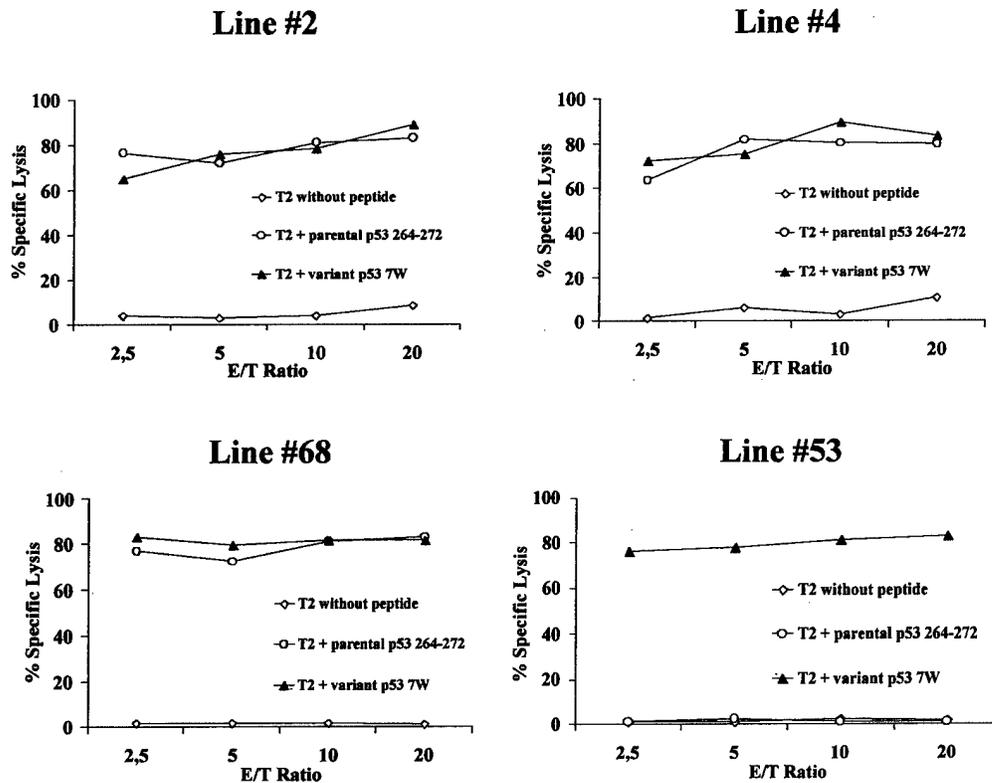 Line #2
% Specific Lysis
100
80
60
40
20
0
T2 without peptide
T2 + parental p53 264-272
T2 + variant p53 7W
2,5 5 10 20
E/T Ratio
Line #4
% Specific Lysis
100
80
60
40
20
0
T2 without peptide
T2 + parental p53 264-272
T2 + variant p53 7W
2,5 5 10 20
E/T Ratio
Line #68
% Specific Lysis
100
80
60
40
20
0
T2 without peptide
T2 + parental p53 264-272
T2 + variant p53 7W
2,5 5 10 20
E/T Ratio
Line #53
% Specific Lysis
100
80
60
40
20
0
T2 without peptide
T2 + parental p53 264-272
T2 + variant p53 7W
2,5 5 10 20
E/T Ratio